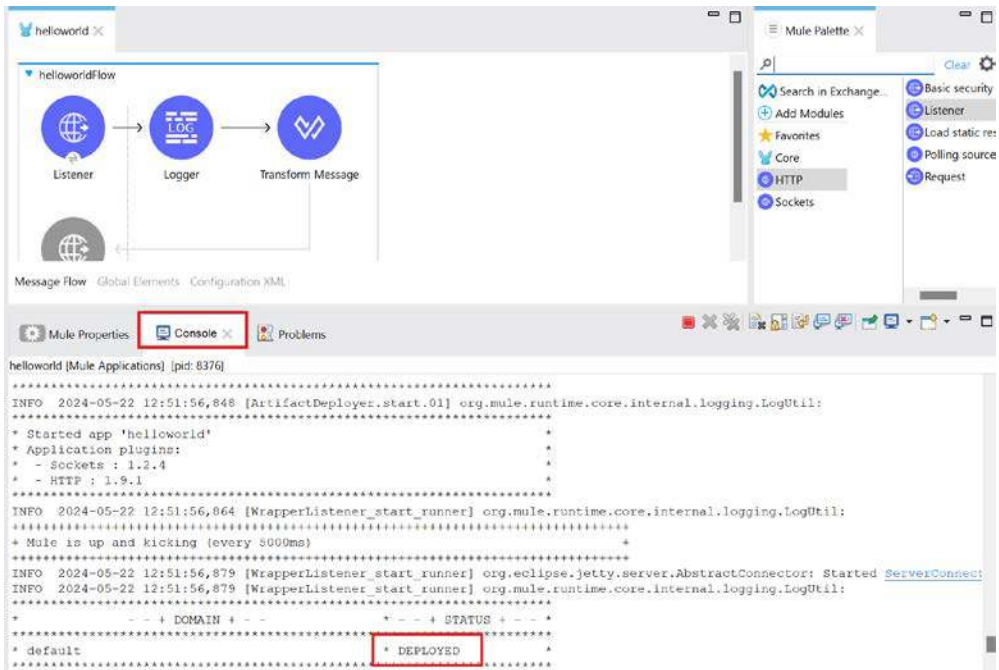 helloworld
Mule Palette
helloworldFlow
Clear
Search in Exchange...
Basic security
Add Modules
Listener
Favorites
Load static res
Core
Polling source
HTTP
Request
Sockets
LOG
Listener
Logger
Transform Message
Message Flow Global Elements Configuration XML
Mule Properties
Console
Problems
helloworld [Mule Applications] [pid: 8376]
**********************************************************************
INFO 2024-05-22 12:51:56,848 [ArtifactDeployer.start.01] org.mule.runtime.core.internal.logging.LogUtil:
**********************************************************************
* Started app 'helloworld' *
* Application plugins: *
* - Sockets : 1.2.4 *
* - HTTP : 1.9.1 *
**********************************************************************
INFO 2024-05-22 12:51:56,864 [WrapperListener_start_runner] org.mule.runtime.core.internal.logging.LogUtil:
++++++++++++++++++++++++++++++++++++++++++++++++++++++++++++++++++++++++++++++++
+ Mule is up and kicking (every 5000ms) +
++++++++++++++++++++++++++++++++++++++++++++++++++++++++++++++++++++++++++++++++
INFO 2024-05-22 12:51:56,879 [WrapperListener_start_runner] org.eclipse.jetty.server.AbstractConnector: Started ServerConnect
INFO 2024-05-22 12:51:56,879 [WrapperListener_start_runner] org.mule.runtime.core.internal.logging.LogUtil:
**********************************************************************
* - - + DOMAIN + - - * - - + STATUS + - - *
**********************************************************************
* default * DEPLOYED *
**********************************************************************